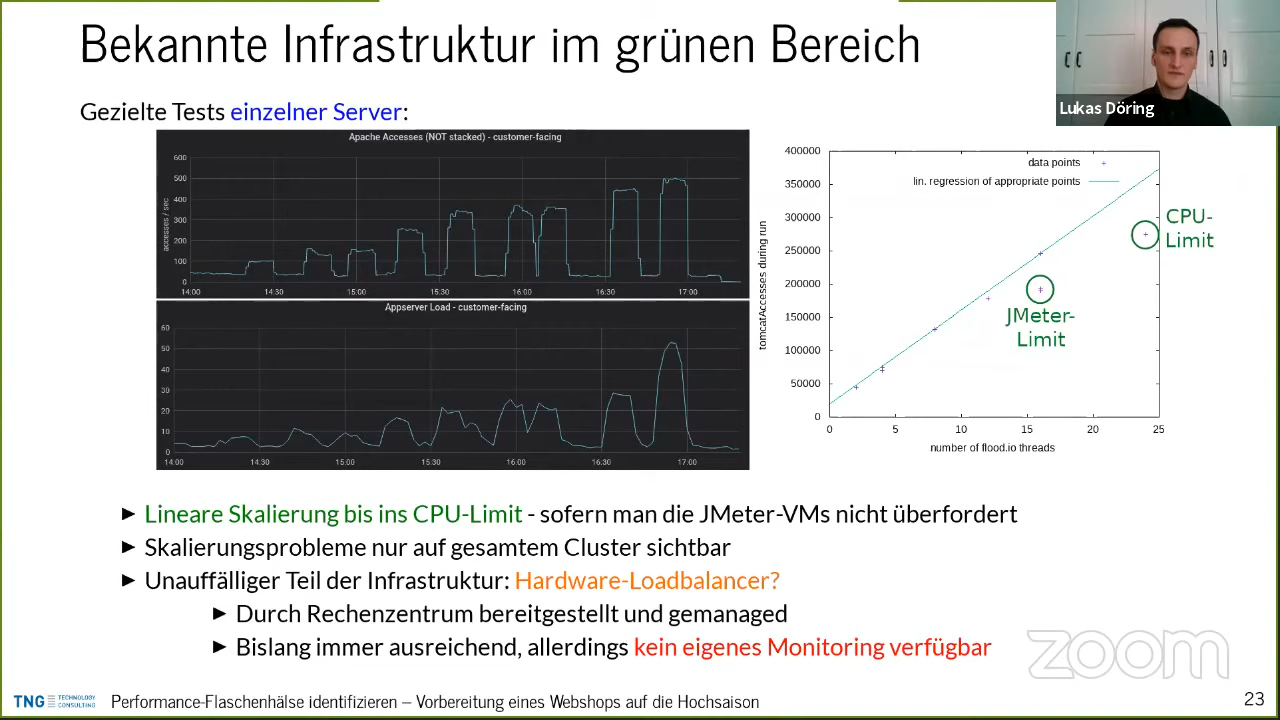 Bekannte Infrastruktur im grünen Bereich
Lukas Döring
Gezielte Tests einzelner Server:
Apache Accesses (NOT stacked) - customer-facing
600
500
400
300
200
100
0
accesses / sec
14:00 14:30 15:00 15:30 16:00 16:30 17:00
Appserver Load - customer-facing
60
50
40
30
20
10
0
14:00 14:30 15:00 15:30 16:00 16:30 17:00
400000
350000
300000
250000
200000
150000
100000
50000
0
tomcatAccesses during run
data points
lin. regression of appropriate points
CPU-
Limit
JMeter-
Limit
0 5 10 15 20 25
number of flood.io threads
► Lineare Skalierung bis ins CPU-Limit - sofern man die JMeter-VMs nicht überfordert
► Skalierungsprobleme nur auf gesamtem Cluster sichtbar
► Unauffälliger Teil der Infrastruktur: Hardware-Loadbalancer?
► Durch Rechenzentrum bereitgestellt und gemanaged
► Bislang immer ausreichend, allerdings kein eigenes Monitoring verfügbar
zoom
TNG TECHNOLOGY
CONSULTING
Performance-Flaschenhälse identifizieren – Vorbereitung eines Webshops auf die Hochsaison
23